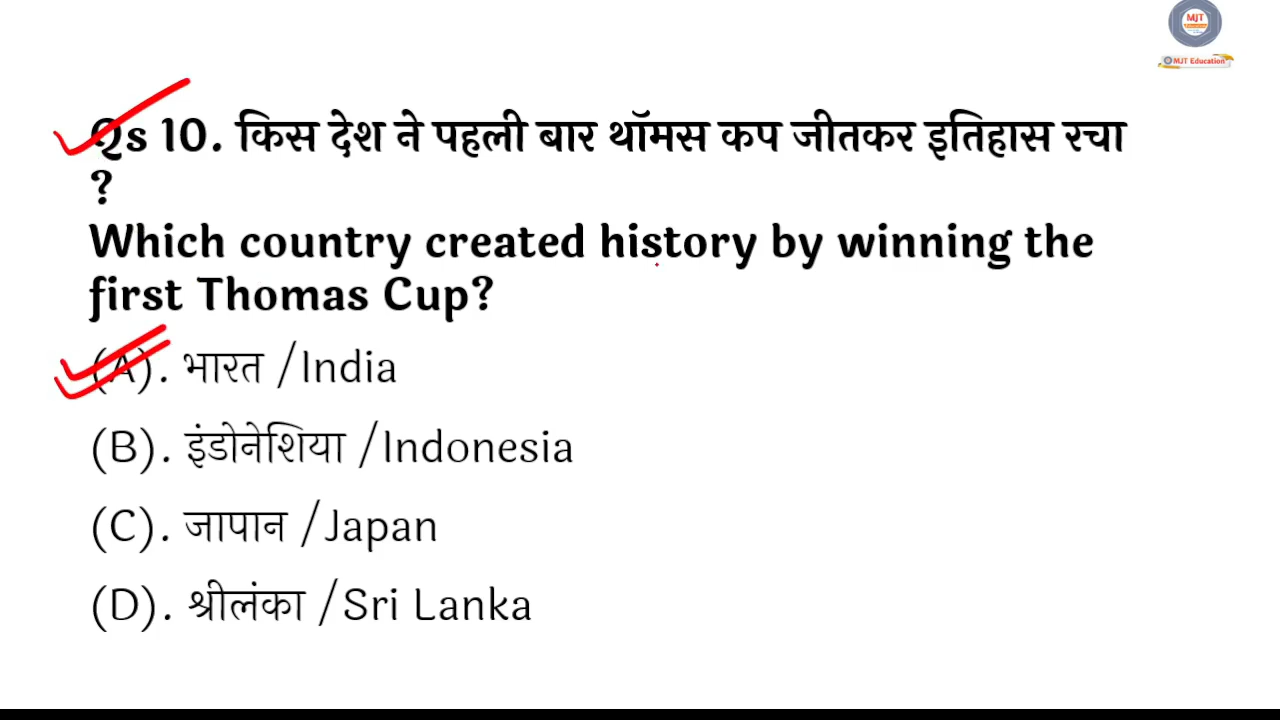 MJT
MJT Education
Qs 10. किस देश ने पहली बार थॉमस कप जीतकर इतिहास रचा
?
Which country created history by winning the
first Thomas Cup?
(A). भारत /India
(B). इंडोनेशिया /Indonesia
(C). जापान /Japan
(D). श्रीलंका /Sri Lanka